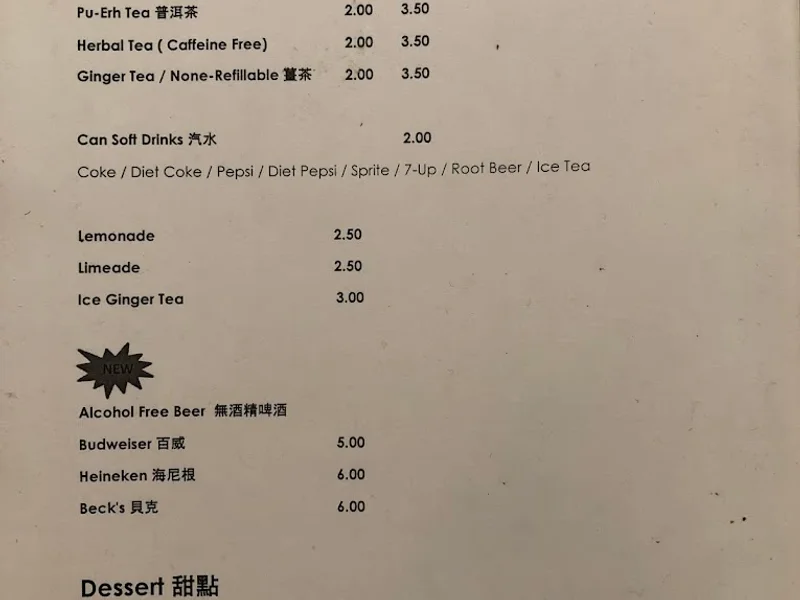 Pu-Erh Tea 普洱茶 2.00 3.50
Herbal Tea ( Caffeine Free) 2.00 3.50
Ginger Tea / None-Refillable 薑茶 2.00 3.50
Can Soft Drinks 汽水 2.00
Coke / Diet Coke / Pepsi / Diet Pepsi / Sprite / 7-Up / Root Beer / Ice Tea
Lemonade 2.50
Limeade 2.50
Ice Ginger Tea 3.00
NEW
Alcohol Free Beer 無酒精啤酒
Budweiser 百威 5.00
Heineken 海尼根 6.00
Beck's 貝克 6.00
Dessert 甜點